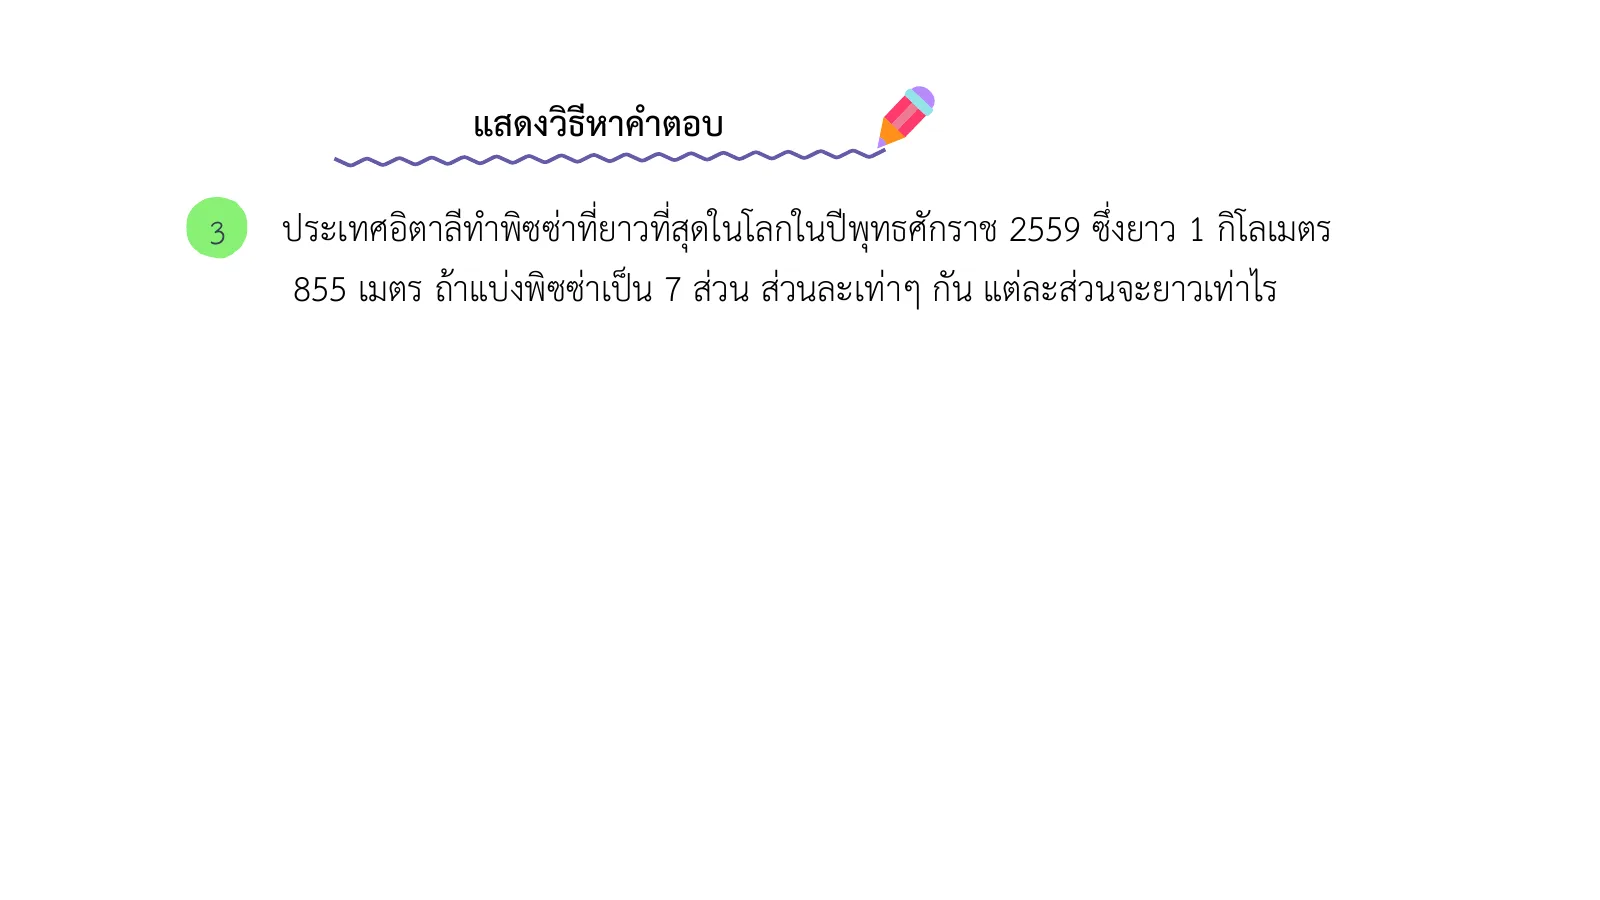 แสดงวิธีหาคำตอบ
3 ประเทศอิตาลีทำพิซซ่าที่ยาวที่สุดในโลกในปีพุทธศักราช 2559 ซึ่งยาว 1 กิโลเมตร
855 เมตร ถ้าแบ่งพิซซ่าเป็น 7 ส่วน ส่วนละเท่าๆ กัน แต่ละส่วนจะยาวเท่าไร